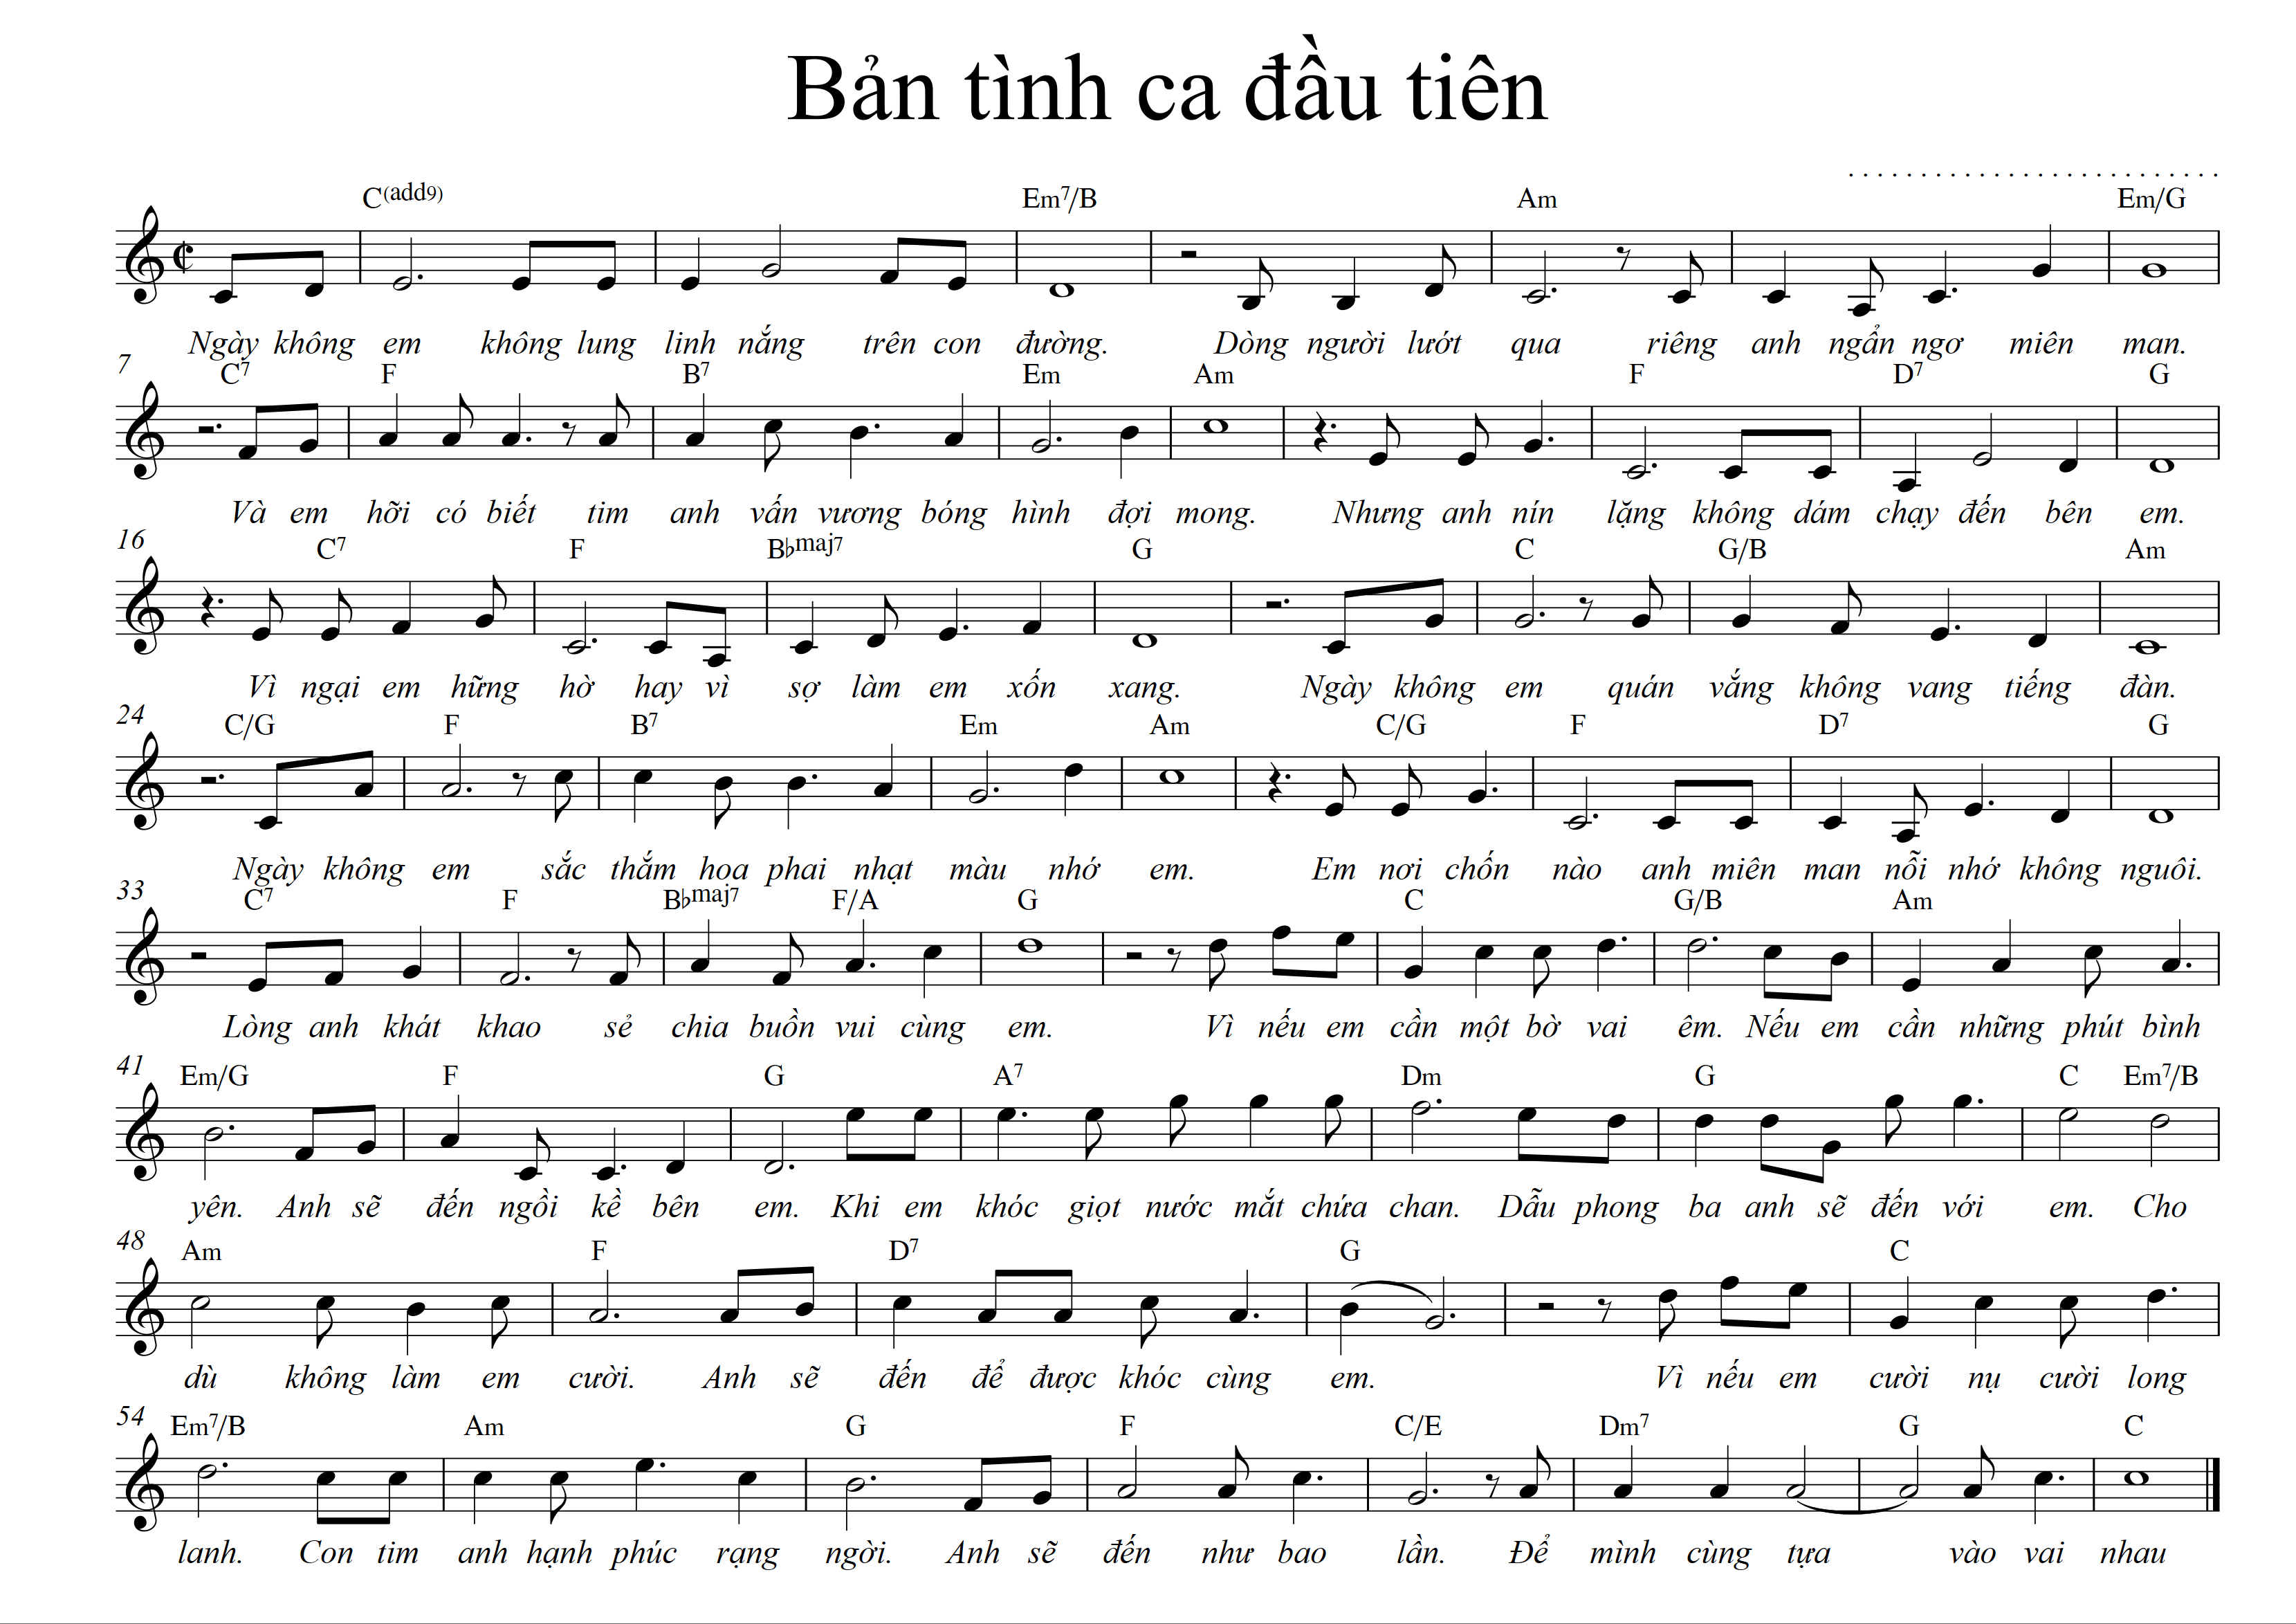 Bản tình ca đầu tiên
..........................
C(add9) Em7/B Am Em/G
Ngày không em không lung linh nắng trên con đường. Dòng người lướt qua riêng anh ngẩn ngơ miên man.
7
C7 F B7 Em Am F D7 G
Và em hỡi có biết tim anh vấn vương bóng hình đợi mong. Nhưng anh nín lặng không dám chạy đến bên em.
16
C7 F B♭maj7 G C G/B Am
Vì ngại em hững hờ hay vì sợ làm em xốn xang. Ngày không em quán vắng không vang tiếng đàn.
24
C/G F B7 Em Am C/G F D7 G
Ngày không em sắc thắm hoa phai nhạt màu nhớ em. Em nơi chốn nào anh miên man nỗi nhớ không nguôi.
33
C7 F B♭maj7 F/A G C G/B Am
Lòng anh khát khao sẻ chia buồn vui cùng em. Vì nếu em cần một bờ vai êm. Nếu em cần những phút bình
41
Em/G F G A7 Dm G C Em7/B
yên. Anh sẽ đến ngồi kề bên em. Khi em khóc giọt nước mắt chứa chan. Dẫu phong ba anh sẽ đến với em. Cho
48
Am F D7 G C
dù không làm em cười. Anh sẽ đến để được khóc cùng em. Vì nếu em cười nụ cười long
54
Em7/B Am G F C/E Dm7 G C
lanh. Con tim anh hạnh phúc rạng ngời. Anh sẽ đến như bao lần. Để mình cùng tựa vào vai nhau